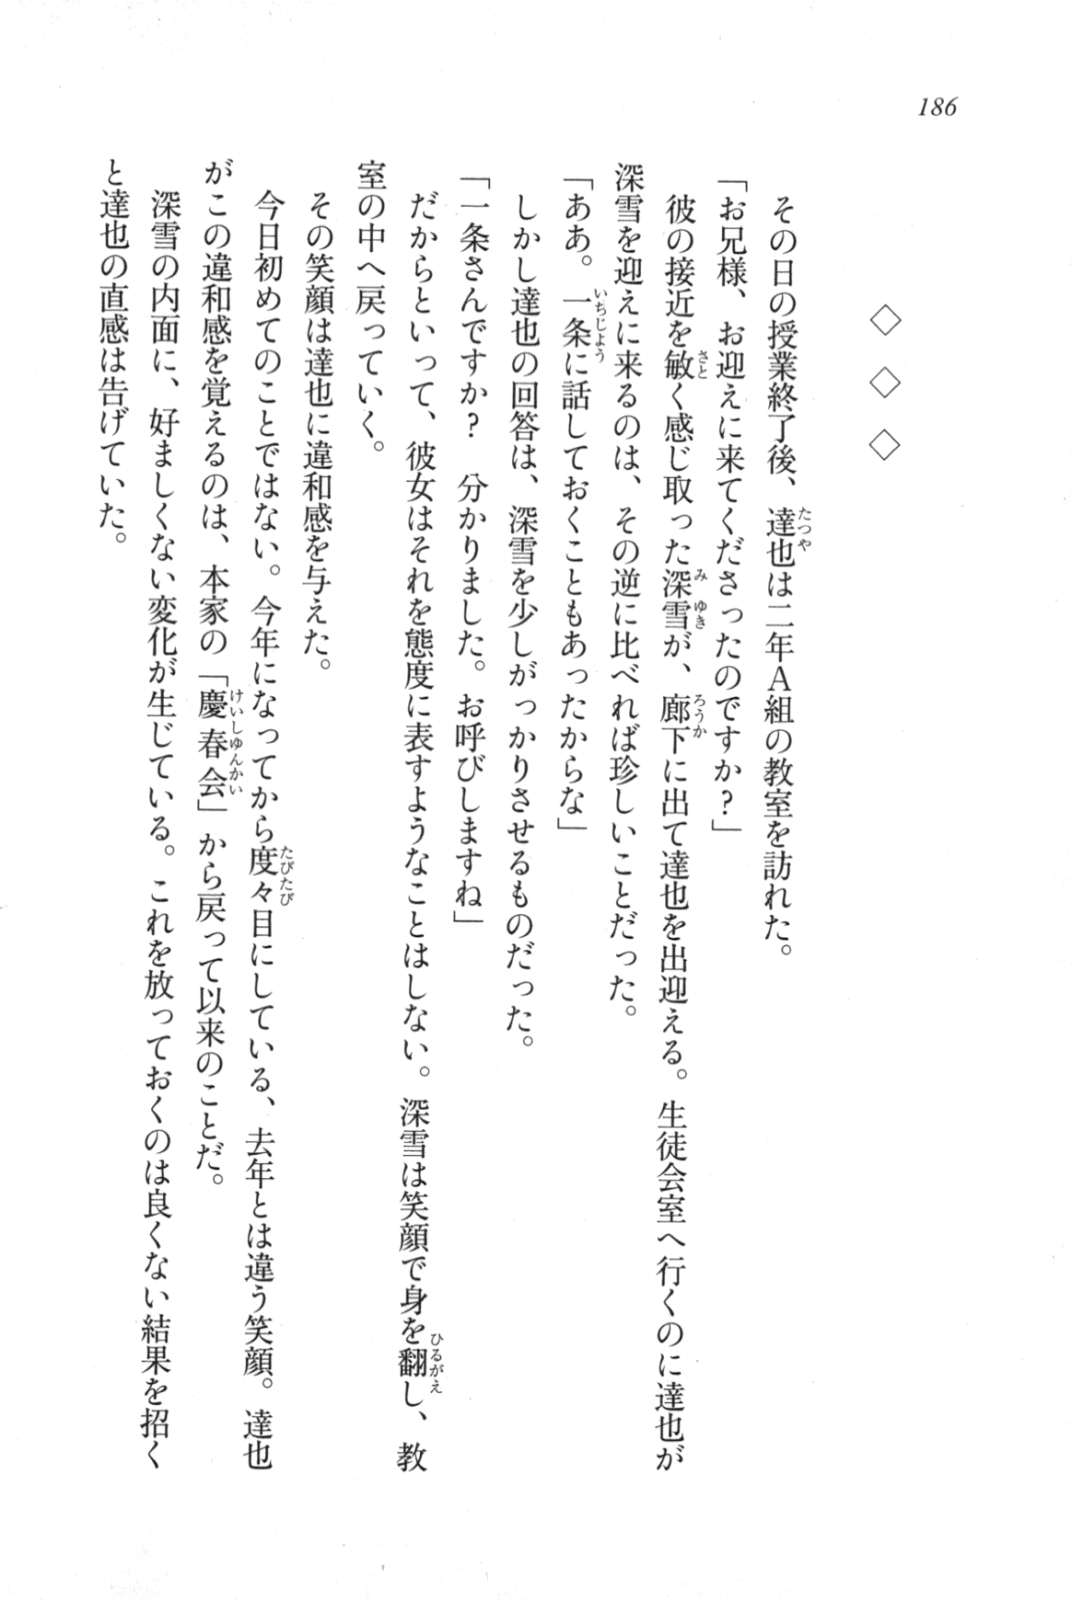 186
◇ ◇ ◇
その日の授業終了後、達也は二年A組の教室を訪れた。
「お兄様、お迎えに来てくださったのですか？」
彼の接近を敏く感じ取った深雪が、廊下に出て達也を出迎える。生徒会室へ行くのに達也が
深雪を迎えに来るのは、その逆に比べれば珍しいことだった。
「ああ。一条に話しておくこともあったからな」
しかし達也の回答は、深雪を少しがっかりさせるものだった。
「一条さんですか？　分かりました。お呼びしますね」
だからといって、彼女はそれを態度に表すようなことはしない。深雪は笑顔で身を翻し、教
室の中へ戻っていく。
その笑顔は達也に違和感を与えた。
今日初めてのことではない。今年になってから度々目にしている、去年とは違う笑顔。達也
がこの違和感を覚えるのは、本家の「慶春会」から戻って以来のことだ。
深雪の内面に、好ましくない変化が生じている。これを放っておくのは良くない結果を招く
と達也の直感は告げていた。